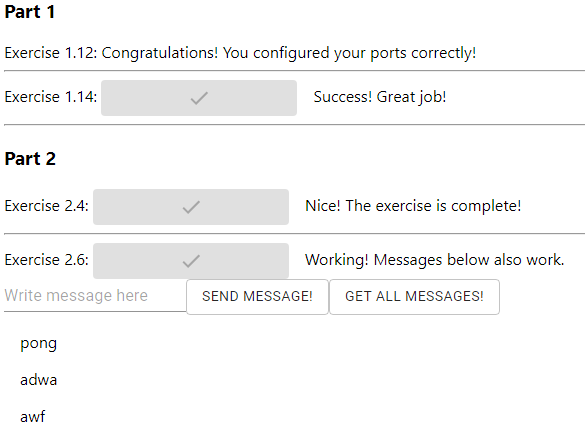 Part 1
Exercise 1.12: Congratulations! You configured your ports correctly!
Exercise 1.14: Success! Great job!
Part 2
Exercise 2.4: Nice! The exercise is complete!
Exercise 2.6: Working! Messages below also work.
Write message here SEND MESSAGE! GET ALL MESSAGES!
pong
adwa
awf